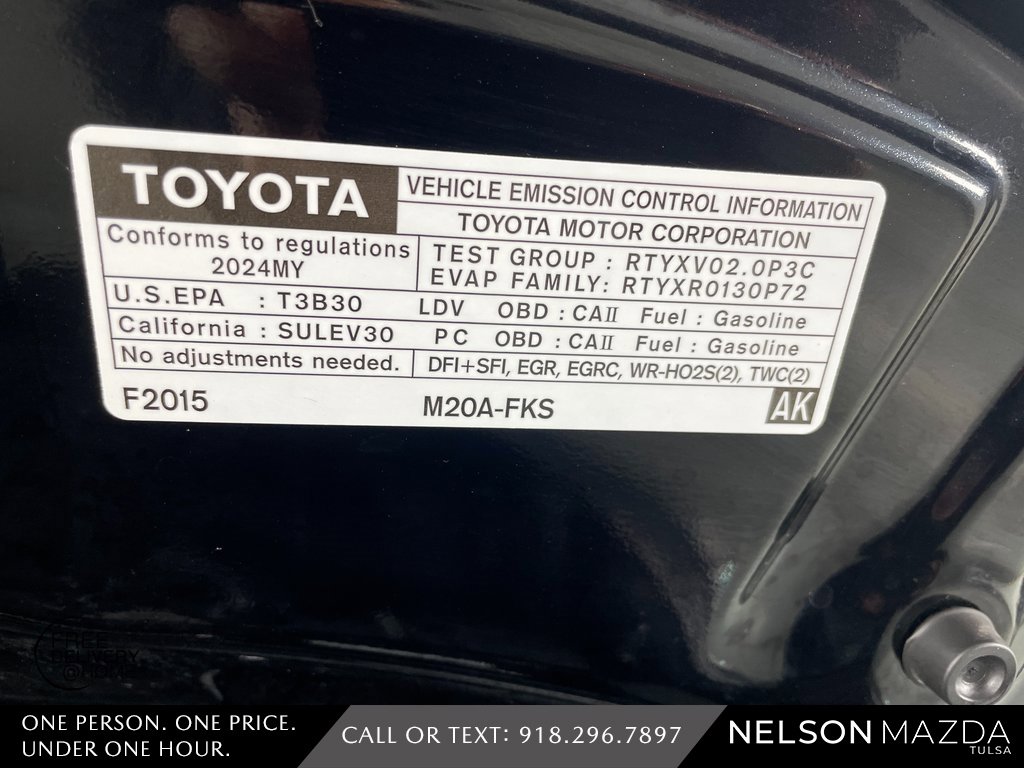 TOYOTA
VEHICLE EMISSION CONTROL INFORMATION
TOYOTA MOTOR CORPORATION
Conforms to regulations
2024MY
TEST GROUP : RTYXV02.0P3C
EVAP FAMILY: RTYXR0130P72
U.S.EPA : T3B30 LDV OBD : CAII Fuel : Gasoline
California : SULEV30 PC OBD : CAII Fuel : Gasoline
No adjustments needed. DFI+SFI, EGR, EGRC, WR-HO2S(2), TWC(2)
F2015 M20A-FKS AK
FREE
DELIVERY
@HOME
ONE PERSON. ONE PRICE.
UNDER ONE HOUR.
CALL OR TEXT: 918.296.7897
NELSON MAZDA
TULSA